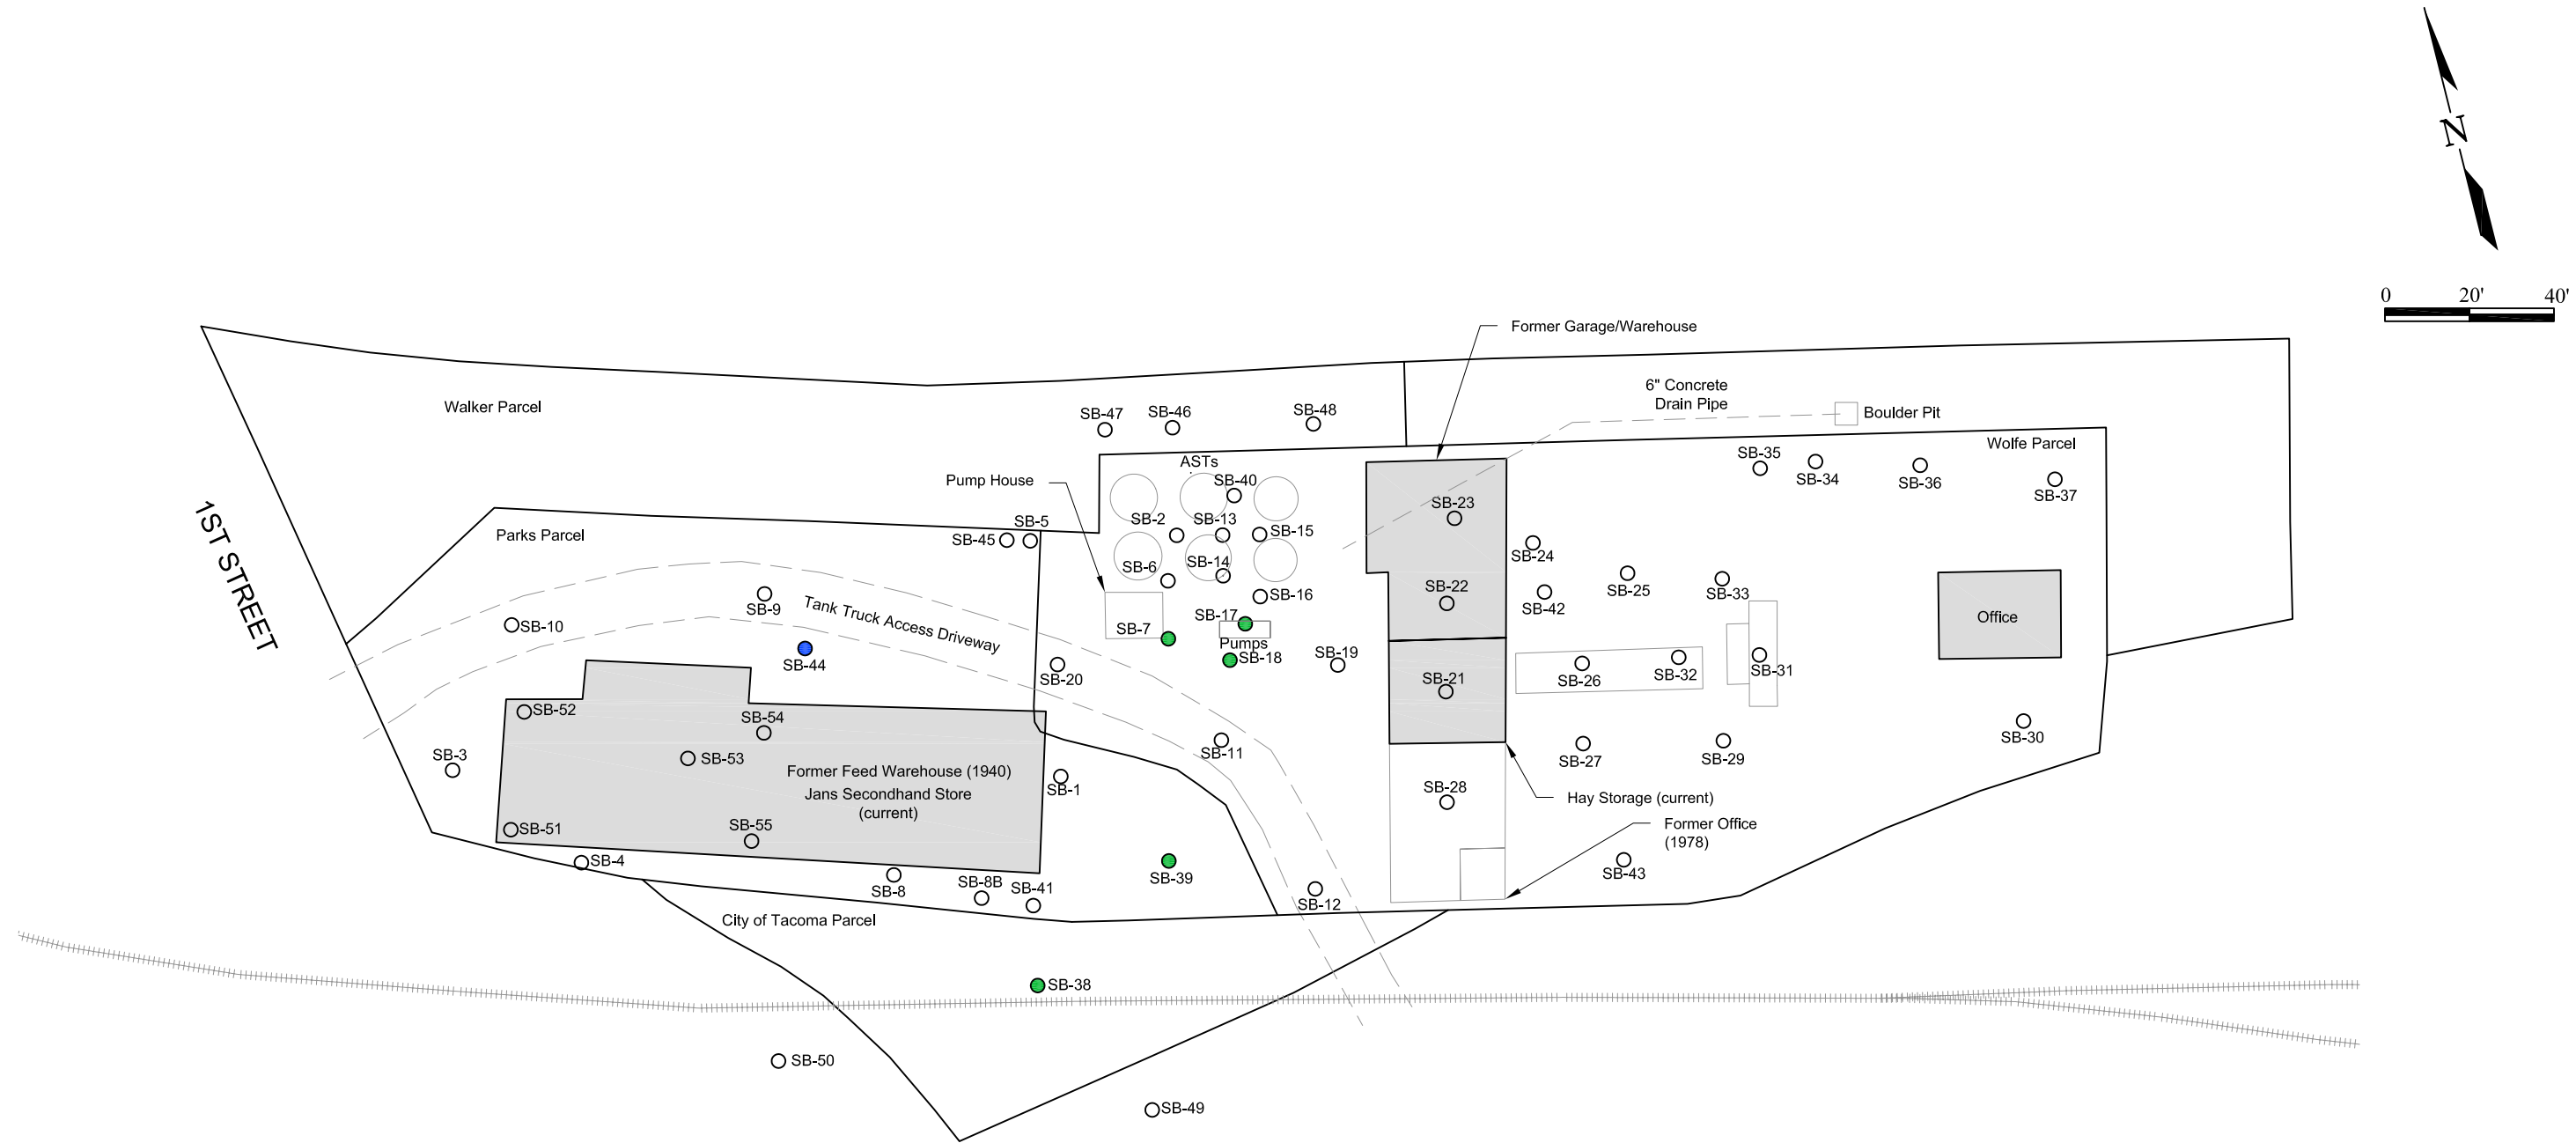 N
0 20' 40'
Former Garage/Warehouse
6" Concrete
Drain Pipe
Boulder Pit
Walker Parcel
SB-47
SB-46
SB-48
Wolfe Parcel
SB-35
SB-34
SB-36
SB-37
ASTs
SB-40
Pump House
SB-23
1ST STREET
Parks Parcel
SB-5
SB-45
SB-2
SB-13
SB-15
SB-24
SB-6
SB-14
SB-22
SB-42
SB-25
SB-33
SB-16
SB-9
Tank Truck Access Driveway
SB-10
SB-7
SB-17
Pumps
SB-18
Office
SB-44
SB-20
SB-19
SB-21
SB-26
SB-32
SB-31
SB-52
SB-54
SB-3
SB-53
SB-11
SB-27
SB-29
SB-30
Former Feed Warehouse (1940)
Jans Secondhand Store
(current)
SB-1
SB-28
Hay Storage (current)
SB-51
SB-55
Former Office
(1978)
SB-4
SB-8
SB-8B
SB-41
SB-39
SB-12
SB-43
City of Tacoma Parcel
SB-38
SB-50
SB-49